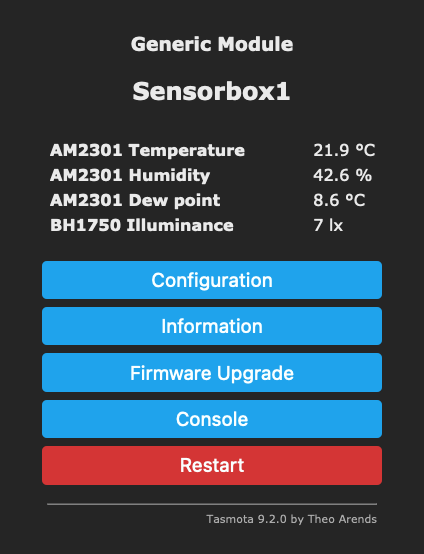 Generic Module
Sensorbox1
AM2301 Temperature 21.9 °C
AM2301 Humidity 42.6 %
AM2301 Dew point 8.6 °C
BH1750 Illuminance 7 lx
Configuration
Information
Firmware Upgrade
Console
Restart
Tasmota 9.2.0 by Theo Arends